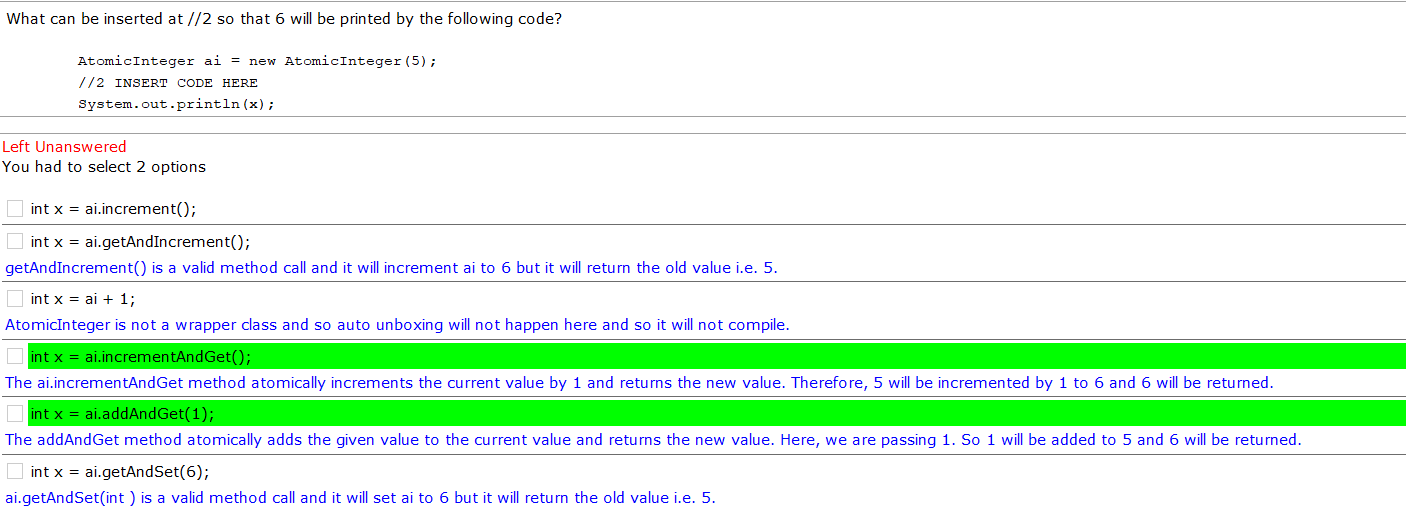 What can be inserted at //2 so that 6 will be printed by the following code?
AtomicInteger ai = new AtomicInteger(5);
//2 INSERT CODE HERE
System.out.println(x);
Left Unanswered
You had to select 2 options
int x = ai.increment();
int x = ai.getAndIncrement();
getAndIncrement() is a valid method call and it will increment ai to 6 but it will return the old value i.e. 5.
int x = ai + 1;
AtomicInteger is not a wrapper class and so auto unboxing will not happen here and so it will not compile.
int x = ai.incrementAndGet();
The ai.incrementAndGet method atomically increments the current value by 1 and returns the new value. Therefore, 5 will be incremented by 1 to 6 and 6 will be returned.
int x = ai.addAndGet(1);
The addAndGet method atomically adds the given value to the current value and returns the new value. Here, we are passing 1. So 1 will be added to 5 and 6 will be returned.
int x = ai.getAndSet(6);
ai.getAndSet(int ) is a valid method call and it will set ai to 6 but it will return the old value i.e. 5.